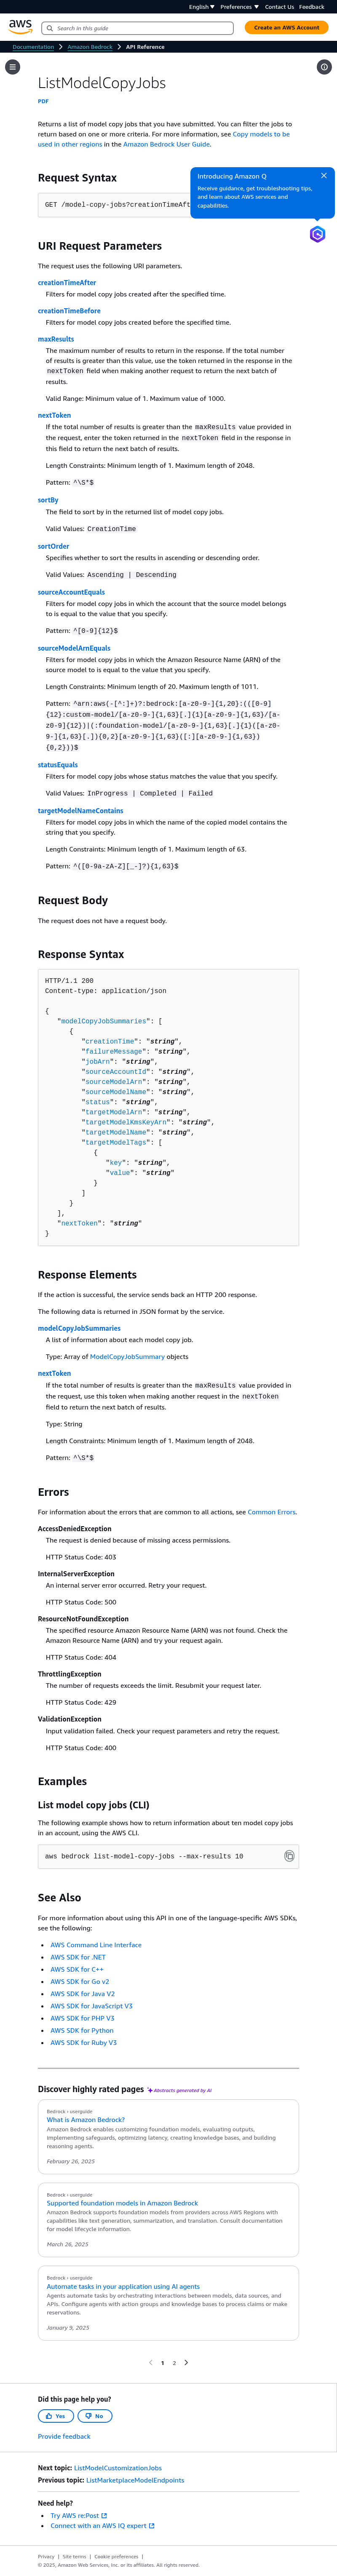 English
Preferences
Contact Us
Feedback
aws
Search in this guide
Create an AWS Account
Documentation
Amazon Bedrock
API Reference
ListModelCopyJobs
PDF
Returns a list of model copy jobs that you have submitted. You can filter the jobs to
return based on one or more criteria. For more information, see Copy models to be
used in other regions in the Amazon Bedrock User Guide.
Introducing Amazon Q
Receive guidance, get troubleshooting tips,
and learn about AWS services and
capabilities.
Request Syntax
GET /model-copy-jobs?creationTimeAft
URI Request Parameters
The request uses the following URI parameters.
creationTimeAfter
Filters for model copy jobs created after the specified time.
creationTimeBefore
Filters for model copy jobs created before the specified time.
maxResults
The maximum number of results to return in the response. If the total number
of results is greater than this value, use the token returned in the response in the
nextToken field when making another request to return the next batch of
results.
Valid Range: Minimum value of 1. Maximum value of 1000.
nextToken
If the total number of results is greater than the maxResults value provided in
the request, enter the token returned in the nextToken field in the response in
this field to return the next batch of results.
Length Constraints: Minimum length of 1. Maximum length of 2048.
Pattern: ^\S*$
sortBy
The field to sort by in the returned list of model copy jobs.
Valid Values: CreationTime
sortOrder
Specifies whether to sort the results in ascending or descending order.
Valid Values: Ascending | Descending
sourceAccountEquals
Filters for model copy jobs in which the account that the source model belongs
to is equal to the value that you specify.
Pattern: ^[0-9]{12}$
sourceModelArnEquals
Filters for model copy jobs in which the Amazon Resource Name (ARN) of the
source model to is equal to the value that you specify.
Length Constraints: Minimum length of 20. Maximum length of 1011.
Pattern: ^arn:aws(-[^:]+)?:bedrock:[a-z0-9-]{1,20}:(([0-9]
{12}:custom-model/[a-z0-9-]{1,63}[.]{1}[a-z0-9-]{1,63}/[a-
z0-9]{12})|(:foundation-model/[a-z0-9-]{1,63}[.]{1}([a-z0-
9-]{1,63}[.]){0,2}[a-z0-9-]{1,63}([:][a-z0-9-]{1,63})
{0,2}))$
statusEquals
Filters for model copy jobs whose status matches the value that you specify.
Valid Values: InProgress | Completed | Failed
targetModelNameContains
Filters for model copy jobs in which the name of the copied model contains the
string that you specify.
Length Constraints: Minimum length of 1. Maximum length of 63.
Pattern: ^([0-9a-zA-Z][_-]?){1,63}$
Request Body
The request does not have a request body.
Response Syntax
HTTP/1.1 200
Content-type: application/json
{
"modelCopyJobSummaries": [
{
"creationTime": "string",
"failureMessage": "string",
"jobArn": "string",
"sourceAccountId": "string",
"sourceModelArn": "string",
"sourceModelName": "string",
"status": "string",
"targetModelArn": "string",
"targetModelKmsKeyArn": "string",
"targetModelName": "string",
"targetModelTags": [
{
"key": "string",
"value": "string"
}
]
}
],
"nextToken": "string"
}
Response Elements
If the action is successful, the service sends back an HTTP 200 response.
The following data is returned in JSON format by the service.
modelCopyJobSummaries
A list of information about each model copy job.
Type: Array of ModelCopyJobSummary objects
nextToken
If the total number of results is greater than the maxResults value provided in
the request, use this token when making another request in the nextToken
field to return the next batch of results.
Type: String
Length Constraints: Minimum length of 1. Maximum length of 2048.
Pattern: ^\S*$
Errors
For information about the errors that are common to all actions, see Common Errors.
AccessDeniedException
The request is denied because of missing access permissions.
HTTP Status Code: 403
InternalServerException
An internal server error occurred. Retry your request.
HTTP Status Code: 500
ResourceNotFoundException
The specified resource Amazon Resource Name (ARN) was not found. Check the
Amazon Resource Name (ARN) and try your request again.
HTTP Status Code: 404
ThrottlingException
The number of requests exceeds the limit. Resubmit your request later.
HTTP Status Code: 429
ValidationException
Input validation failed. Check your request parameters and retry the request.
HTTP Status Code: 400
Examples
List model copy jobs (CLI)
The following example shows how to return information about ten model copy jobs
in an account, using the AWS CLI.
aws bedrock list-model-copy-jobs --max-results 10
See Also
For more information about using this API in one of the language-specific AWS SDKs,
see the following:
AWS Command Line Interface
AWS SDK for .NET
AWS SDK for C++
AWS SDK for Go v2
AWS SDK for Java V2
AWS SDK for JavaScript V3
AWS SDK for PHP V3
AWS SDK for Python
AWS SDK for Ruby V3
Discover highly rated pages Abstracts generated by AI
Bedrock › userguide
What is Amazon Bedrock?
Amazon Bedrock enables customizing foundation models, evaluating outputs,
implementing safeguards, optimizing latency, creating knowledge bases, and building
reasoning agents.
February 26, 2025
Bedrock › userguide
Supported foundation models in Amazon Bedrock
Amazon Bedrock supports foundation models from providers across AWS Regions with
capabilities like text generation, summarization, and translation. Consult documentation
for model lifecycle information.
March 26, 2025
Bedrock › userguide
Automate tasks in your application using AI agents
Agents automate tasks by orchestrating interactions between models, data sources, and
APIs. Configure agents with action groups and knowledge bases to process claims or make
reservations.
January 9, 2025
1 2
Did this page help you?
Yes
No
Provide feedback
Next topic: ListModelCustomizationJobs
Previous topic: ListMarketplaceModelEndpoints
Need help?
Try AWS re:Post
Connect with an AWS IQ expert
Privacy | Site terms | Cookie preferences |
© 2025, Amazon Web Services, Inc. or its affiliates. All rights reserved.